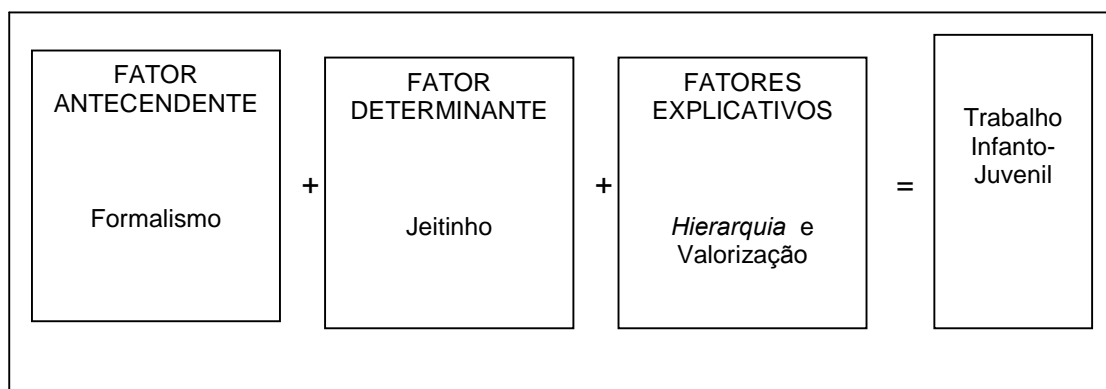 FATOR
ANTECENDENTE
Formalismo
+
FATOR
DETERMINANTE
Jeitinho
+
FATORES
EXPLICATIVOS
Hierarquia e
Valorização
=
Trabalho
Infanto-
Juvenil